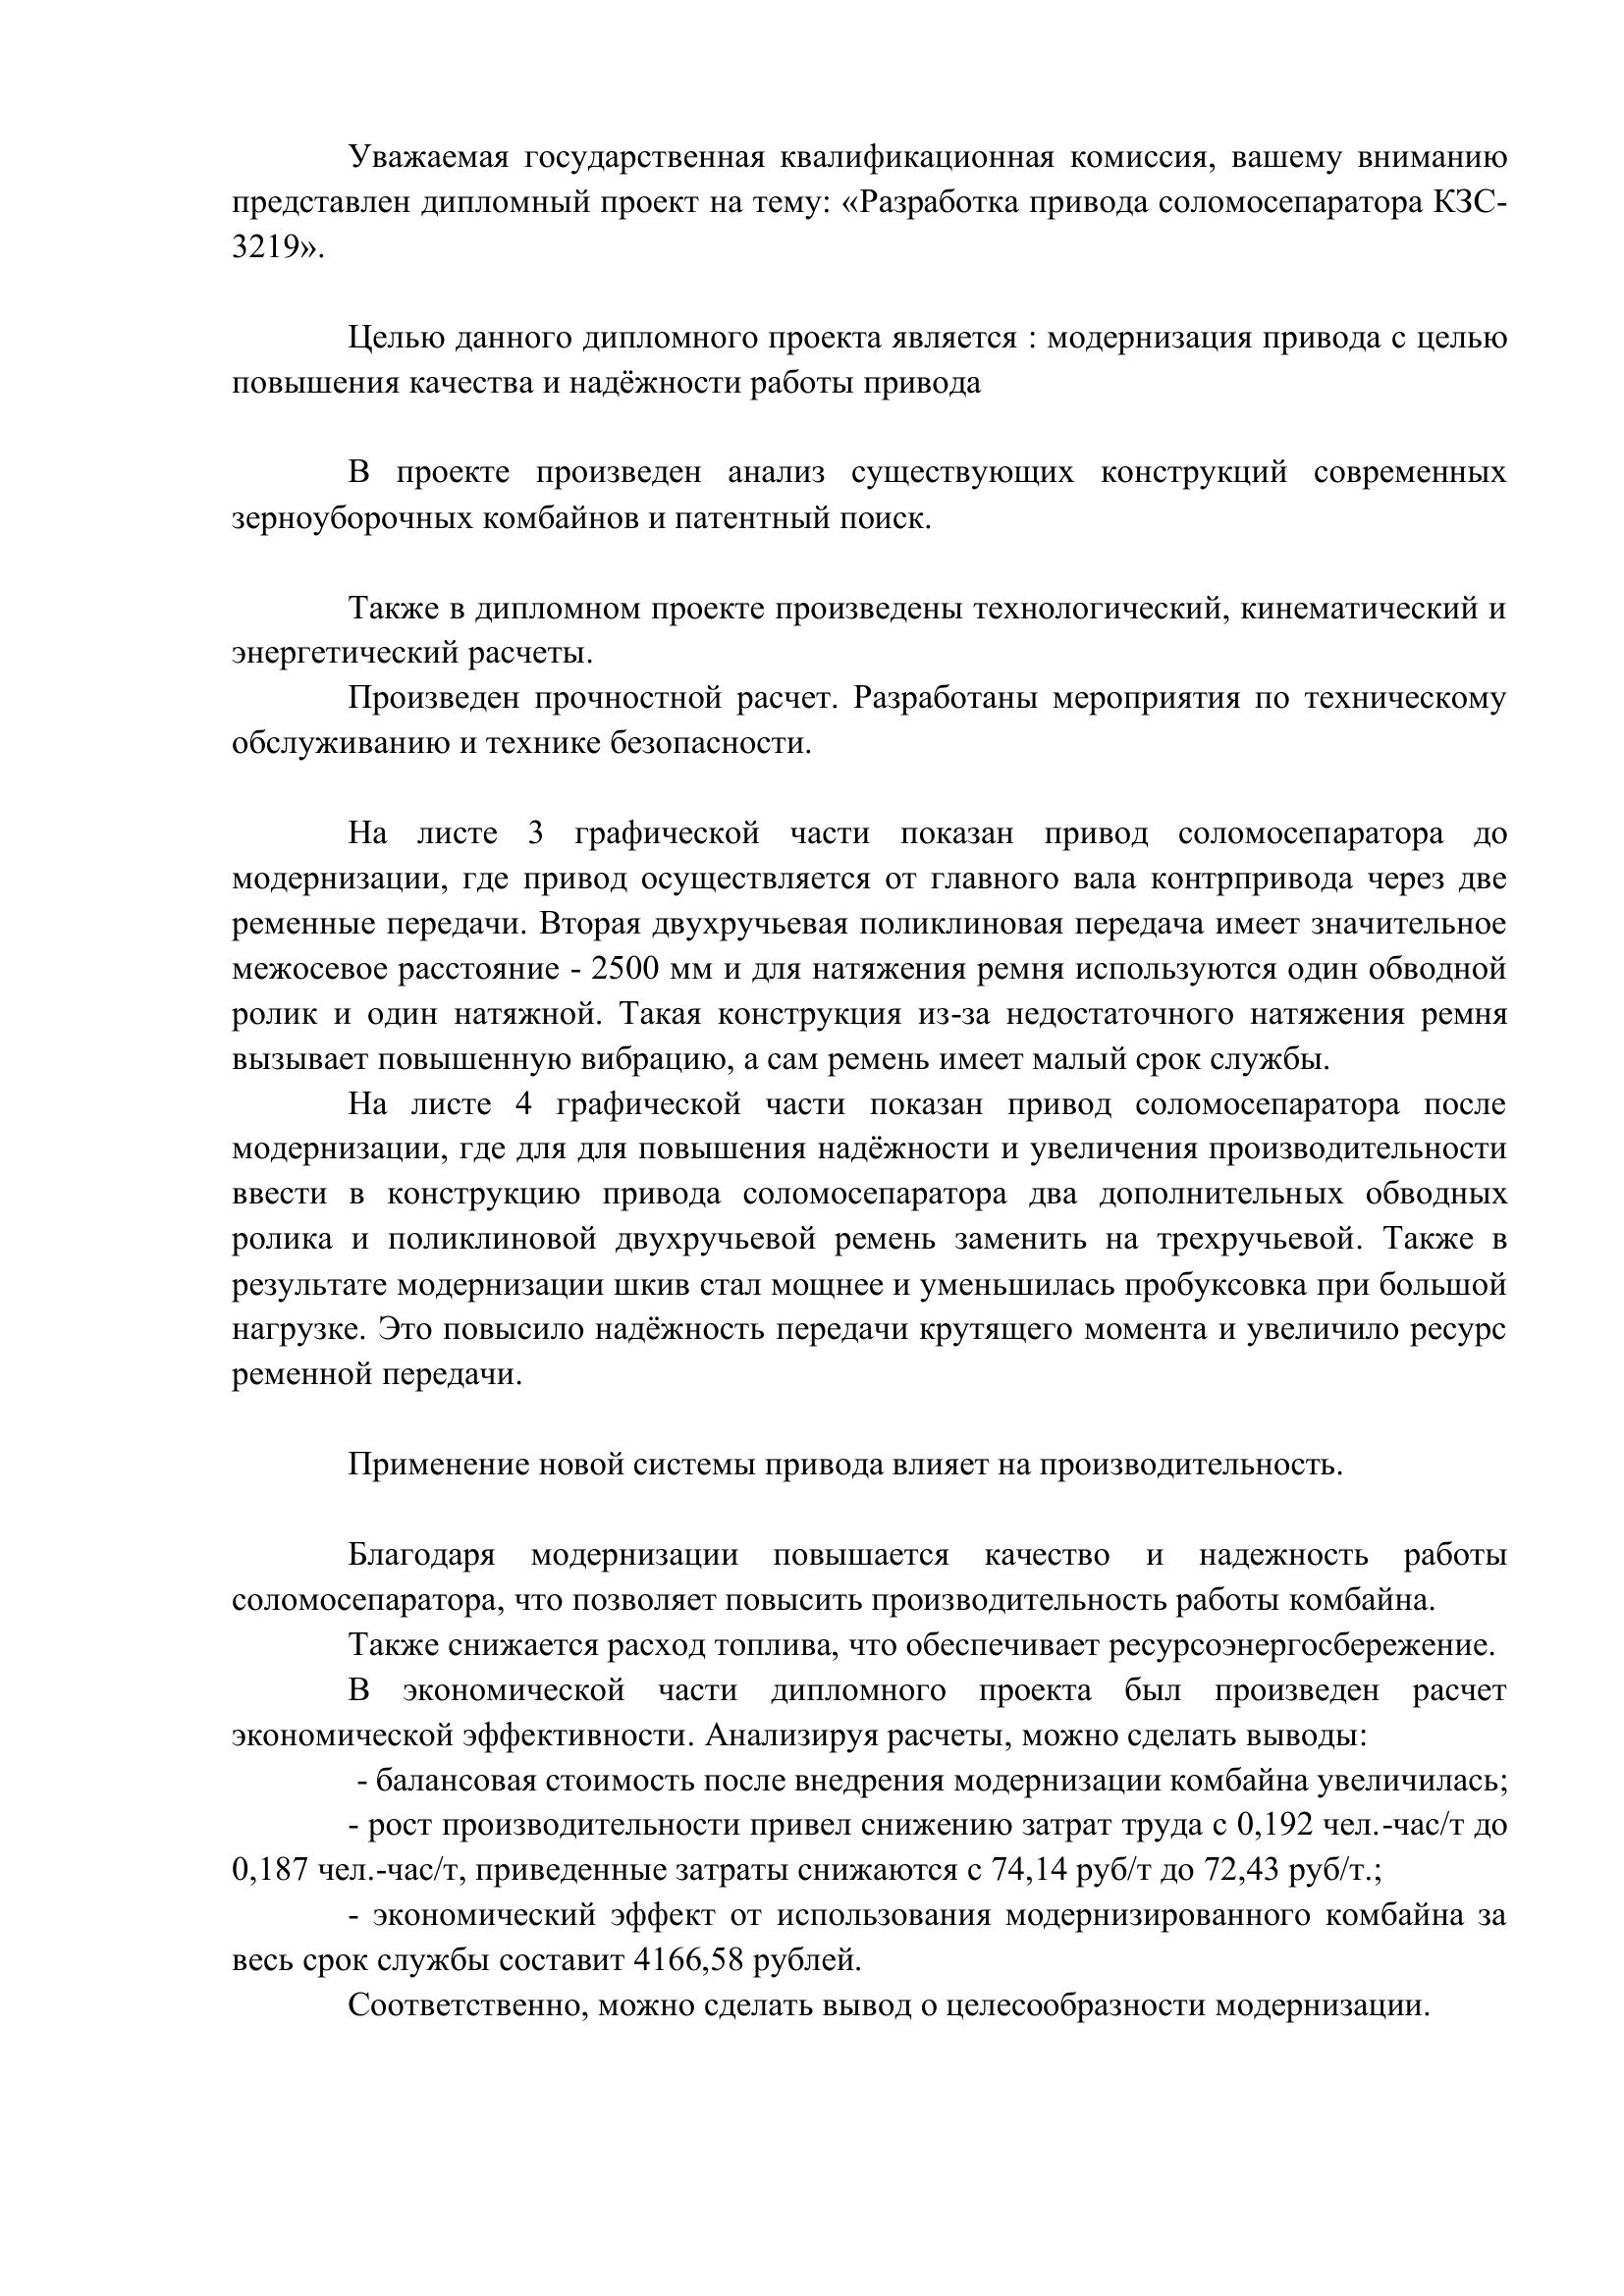 Уважаемая государственная квалификационная комиссия, вашему вниманию
представлен дипломный проект на тему: «Разработка привода соломосепаратора КЗС-
3219».
Целью данного дипломного проекта является : модернизация привода с целью
повышения качества и надёжности работы привода
В проекте произведен анализ существующих конструкций современных
зерноуборочных комбайнов и патентный поиск.
Также в дипломном проекте произведены технологический, кинематический и
энергетический расчеты.
Произведен прочностной расчет. Разработаны мероприятия по техническому
обслуживанию и технике безопасности.
На листе 3 графической части показан привод соломосепаратора до
модернизации, где привод осуществляется от главного вала контрпривода через две
ременные передачи. Вторая двухручьевая поликлиновая передача имеет значительное
межосевое расстояние - 2500 мм и для натяжения ремня используются один обводной
ролик и один натяжной. Такая конструкция из-за недостаточного натяжения ремня
вызывает повышенную вибрацию, а сам ремень имеет малый срок службы.
На листе 4 графической части показан привод соломосепаратора после
модернизации, где для для повышения надёжности и увеличения производительности
ввести в конструкцию привода соломосепаратора два дополнительных обводных
ролика и поликлиновой двухручьевой ремень заменить на трехручьевой. Также в
результате модернизации шкив стал мощнее и уменьшилась пробуксовка при большой
нагрузке. Это повысило надёжность передачи крутящего момента и увеличило ресурс
ременной передачи.
Применение новой системы привода влияет на производительность.
Благодаря модернизации повышается качество и надежность работы
соломосепаратора, что позволяет повысить производительность работы комбайна.
Также снижается расход топлива, что обеспечивает ресурсоэнергосбережение.
В экономической части дипломного проекта был произведен расчет
экономической эффективности. Анализируя расчеты, можно сделать выводы:
- балансовая стоимость после внедрения модернизации комбайна увеличилась;
- рост производительности привел снижению затрат труда с 0,192 чел.-час/т до
0,187 чел.-час/т, приведенные затраты снижаются с 74,14 руб/т до 72,43 руб/т.;
- экономический эффект от использования модернизированного комбайна за
весь срок службы составит 4166,58 рублей.
Соответственно, можно сделать вывод о целесообразности модернизации.